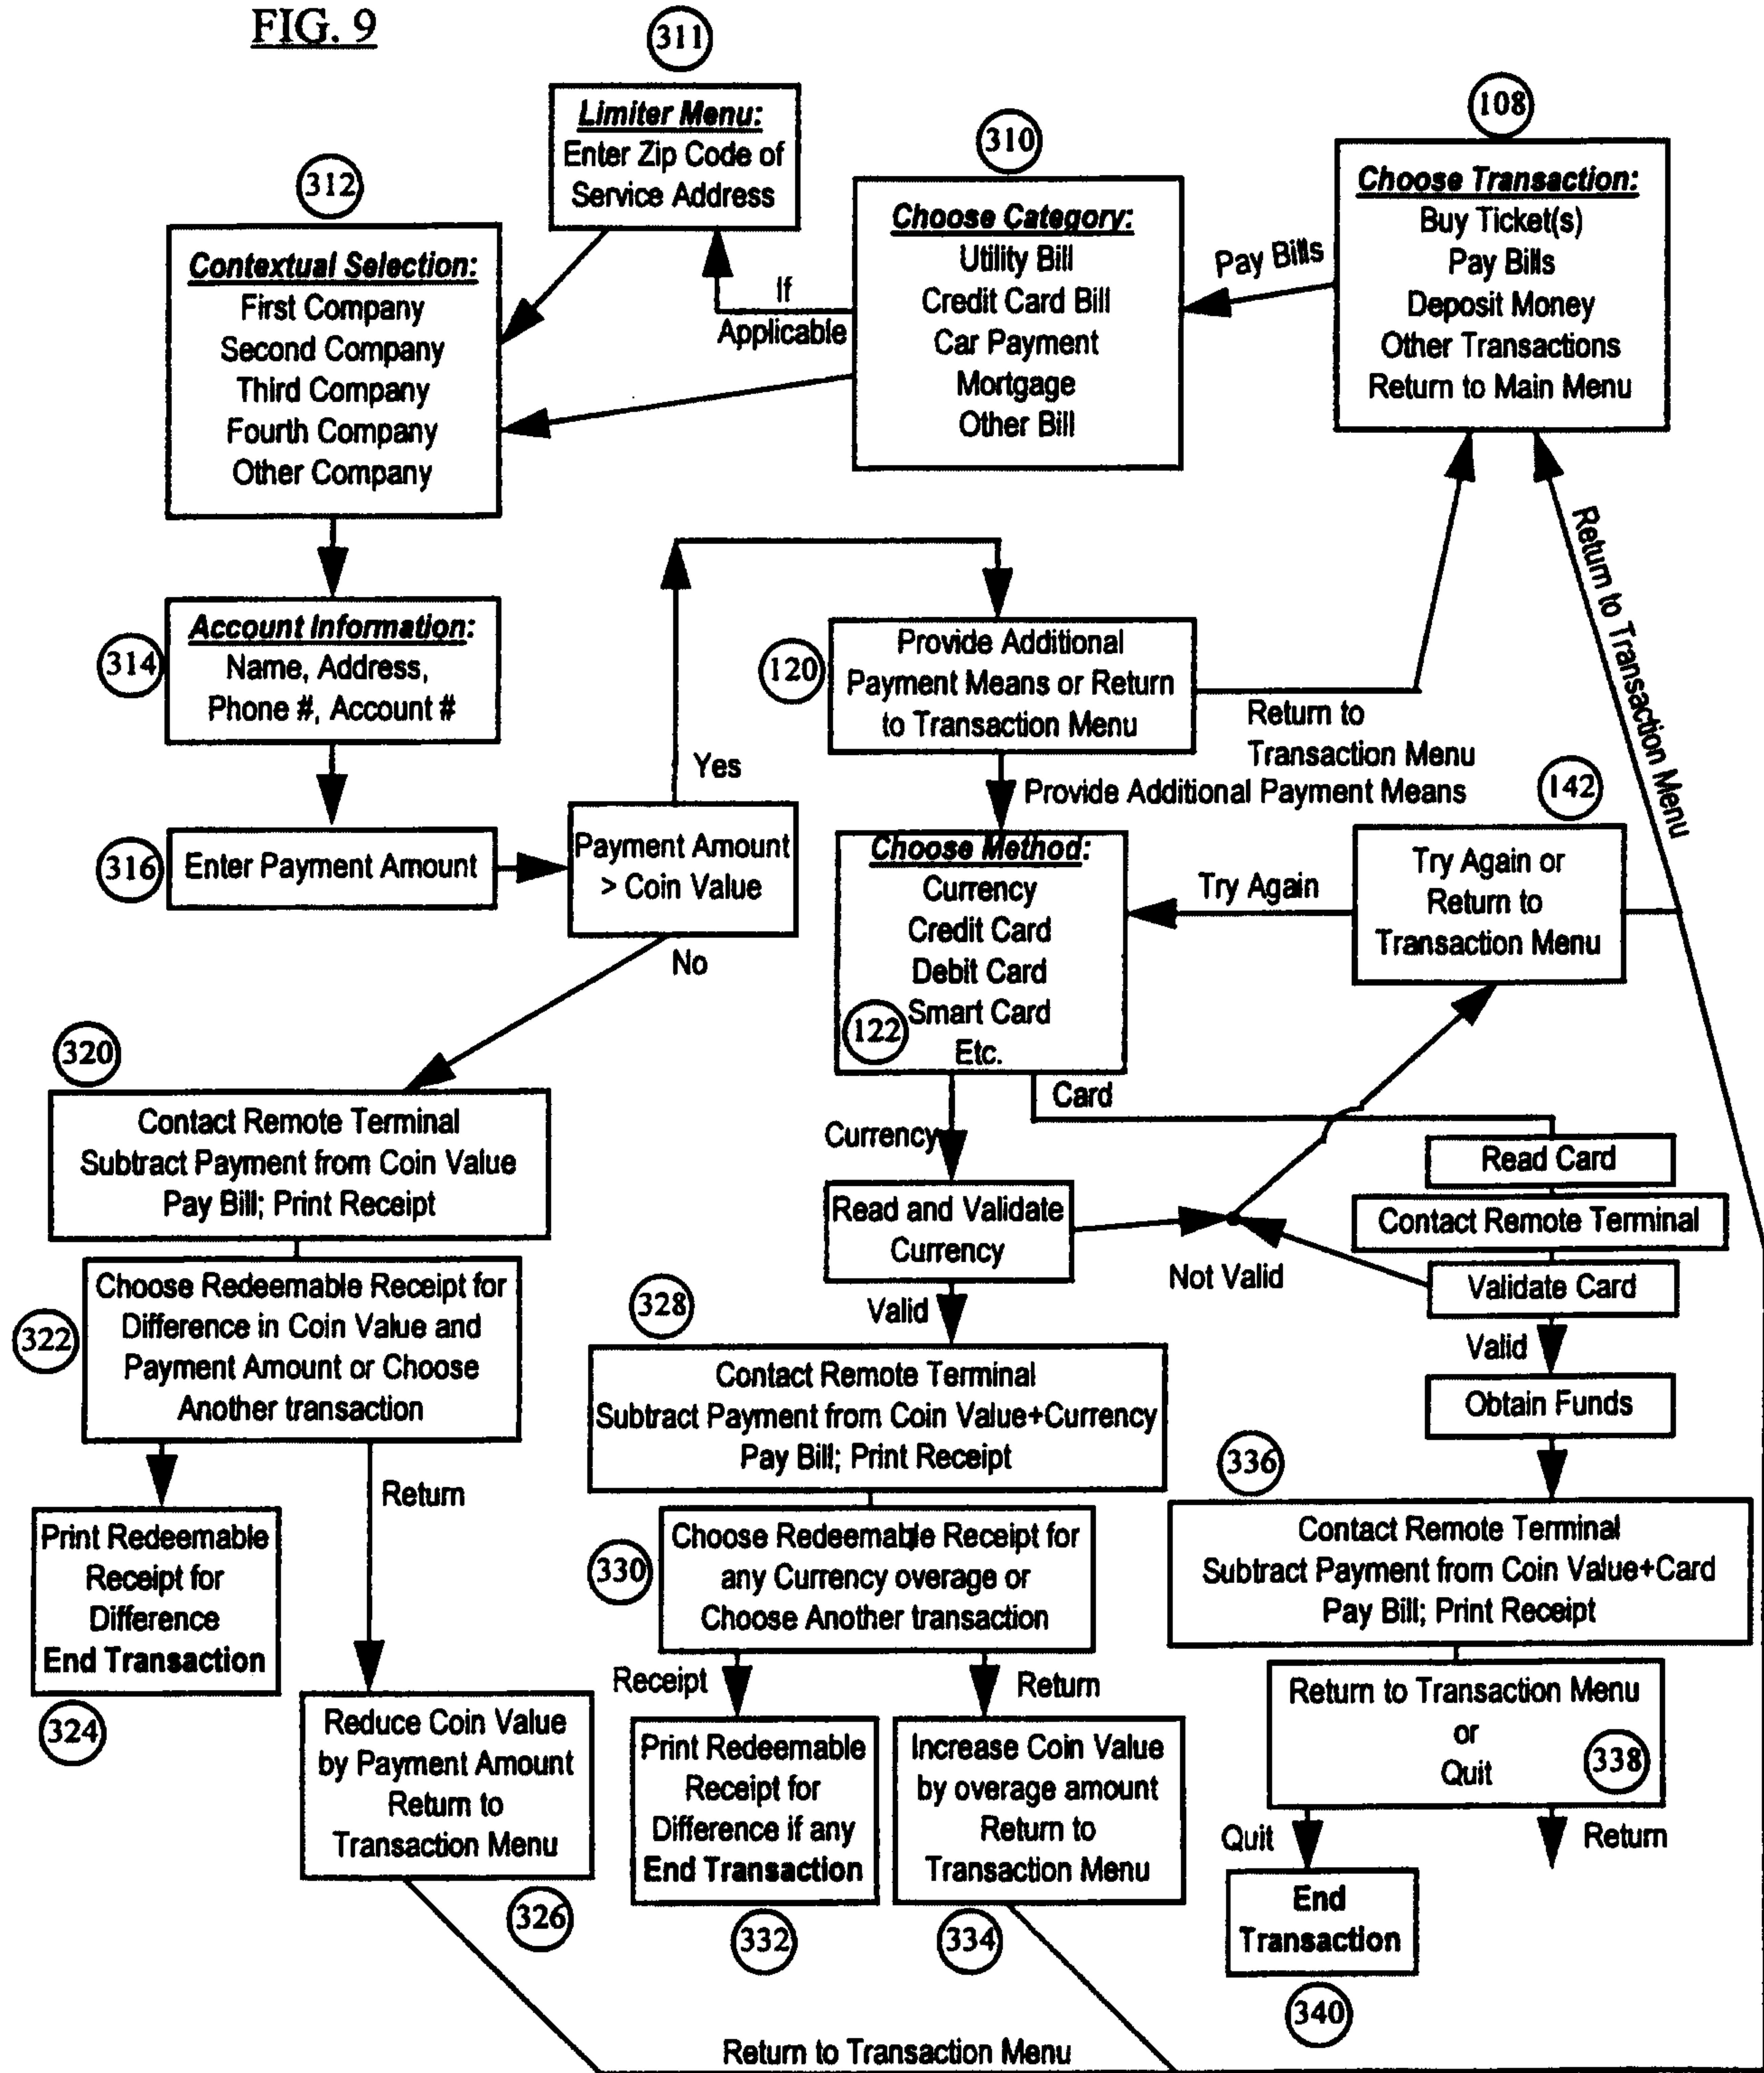 FIG. 9
311
Limiter Menu:
Enter Zip Code of
Service Address
310
Choose Category:
Utility Bill
Credit Card Bill
Car Payment
Mortgage
Other Bill
108
Choose Transaction:
Buy Ticket(s)
Pay Bills
Deposit Money
Other Transactions
Return to Main Menu
Pay Bills
If
Applicable
312
Contextual Selection:
First Company
Second Company
Third Company
Fourth Company
Other Company
314
Account Information:
Name, Address,
Phone #, Account #
316
Enter Payment Amount
Payment Amount
> Coin Value
Yes
No
120
Provide Additional
Payment Means or Return
to Transaction Menu
Return to
Transaction Menu
Return to Transaction Menu
Provide Additional Payment Means
Choose Method:
Currency
Credit Card
Debit Card
Smart Card
Etc.
122
Try Again
142
Try Again or
Return to
Transaction Menu
Card
Currency
Read and Validate
Currency
Not Valid
Valid
Read Card
Contact Remote Terminal
Validate Card
Valid
Obtain Funds
320
Contact Remote Terminal
Subtract Payment from Coin Value
Pay Bill; Print Receipt
322
Choose Redeemable Receipt for
Difference in Coin Value and
Payment Amount or Choose
Another transaction
Return
Print Redeemable
Receipt for
Difference
End Transaction
324
Reduce Coin Value
by Payment Amount
Return to
Transaction Menu
326
328
Contact Remote Terminal
Subtract Payment from Coin Value+Currency
Pay Bill; Print Receipt
330
Choose Redeemable Receipt for
any Currency overage or
Choose Another transaction
Receipt
Return
Print Redeemable
Receipt for
Difference if any
End Transaction
332
Increase Coin Value
by overage amount
Return to
Transaction Menu
334
336
Contact Remote Terminal
Subtract Payment from Coin Value+Card
Pay Bill; Print Receipt
Return to Transaction Menu
or
Quit
338
Quit
Return
End
Transaction
340
Return to Transaction Menu